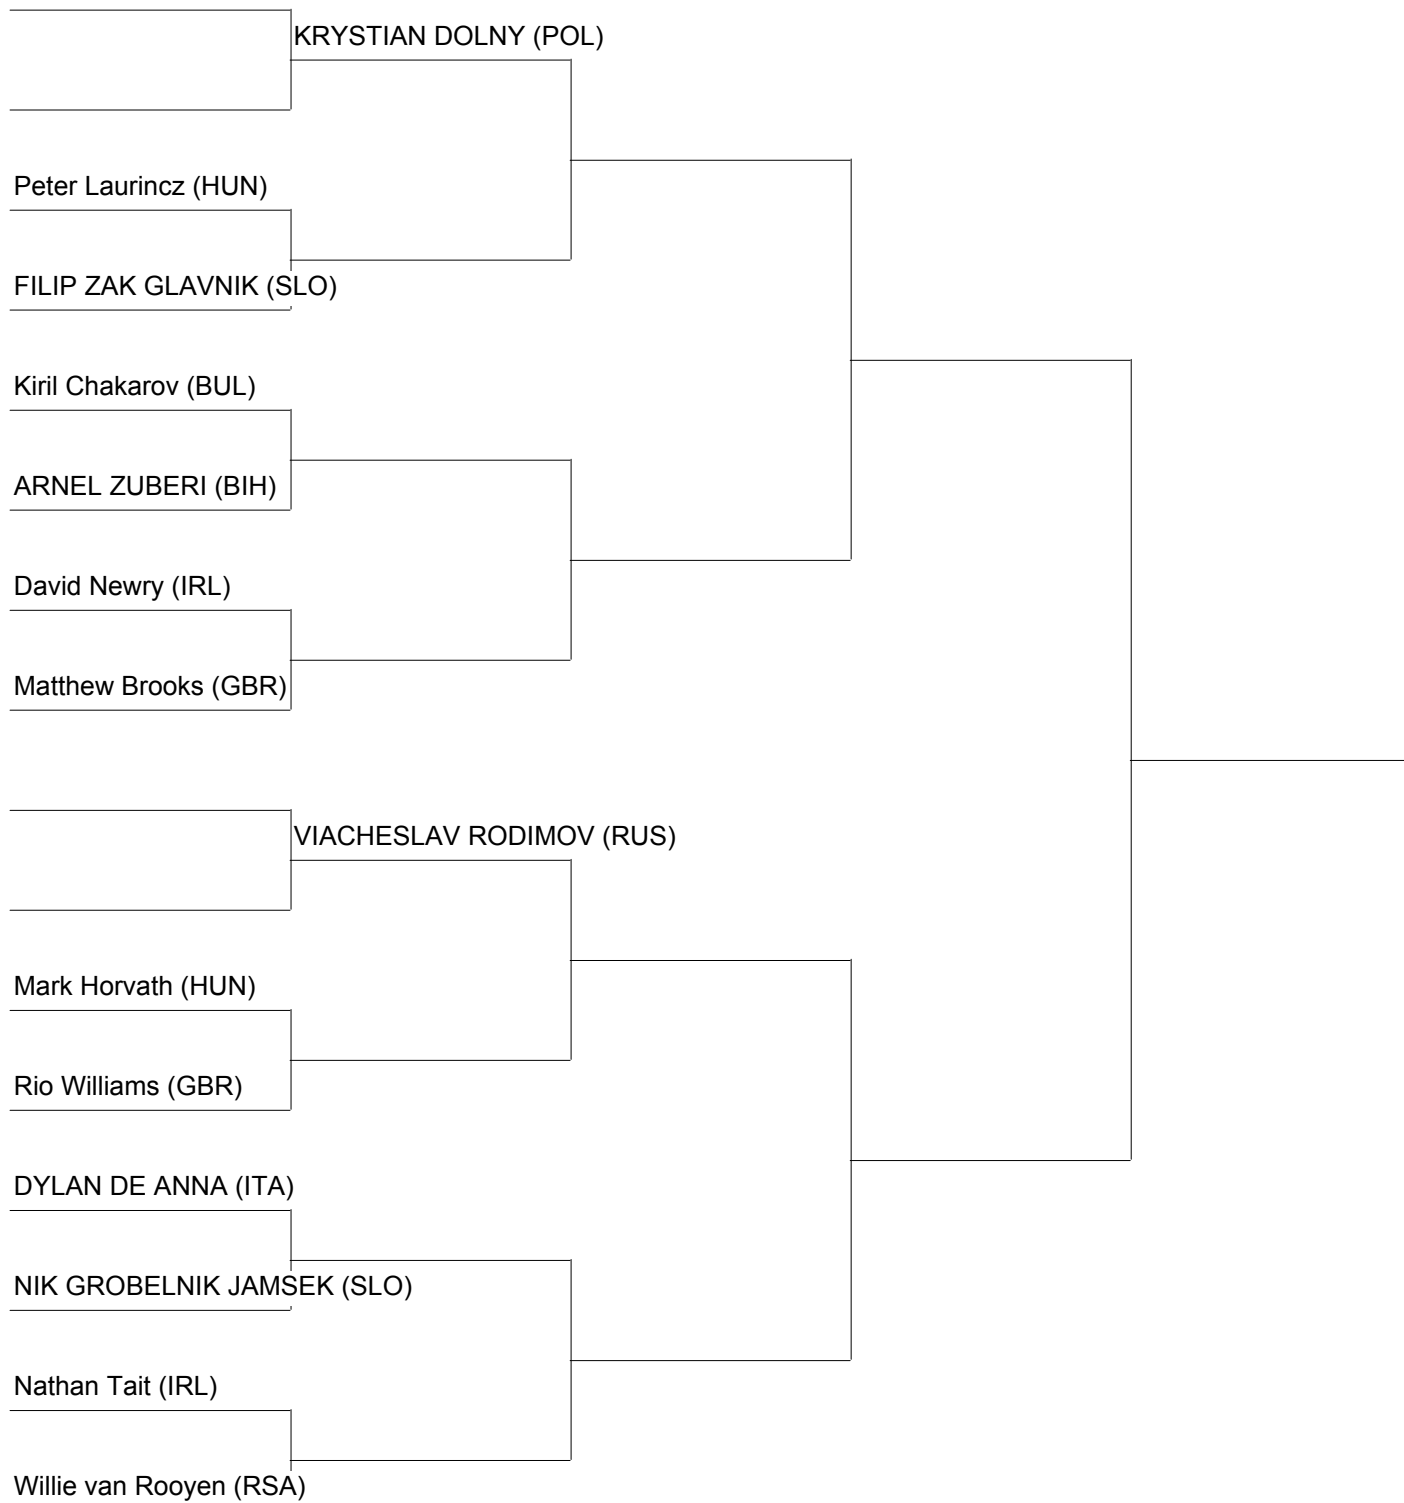 KRYSTIAN DOLNY (POL)
Peter Laurincz (HUN)
FILIP ZAK GLAVNIK (SLO)
Kiril Chakarov (BUL)
ARNEL ZUBERI (BIH)
David Newry (IRL)
Matthew Brooks (GBR)
VIACHESLAV RODIMOV (RUS)
Mark Horvath (HUN)
Rio Williams (GBR)
DYLAN DE ANNA (ITA)
NIK GROBELNIK JAMSEK (SLO)
Nathan Tait (IRL)
Willie van Rooyen (RSA)